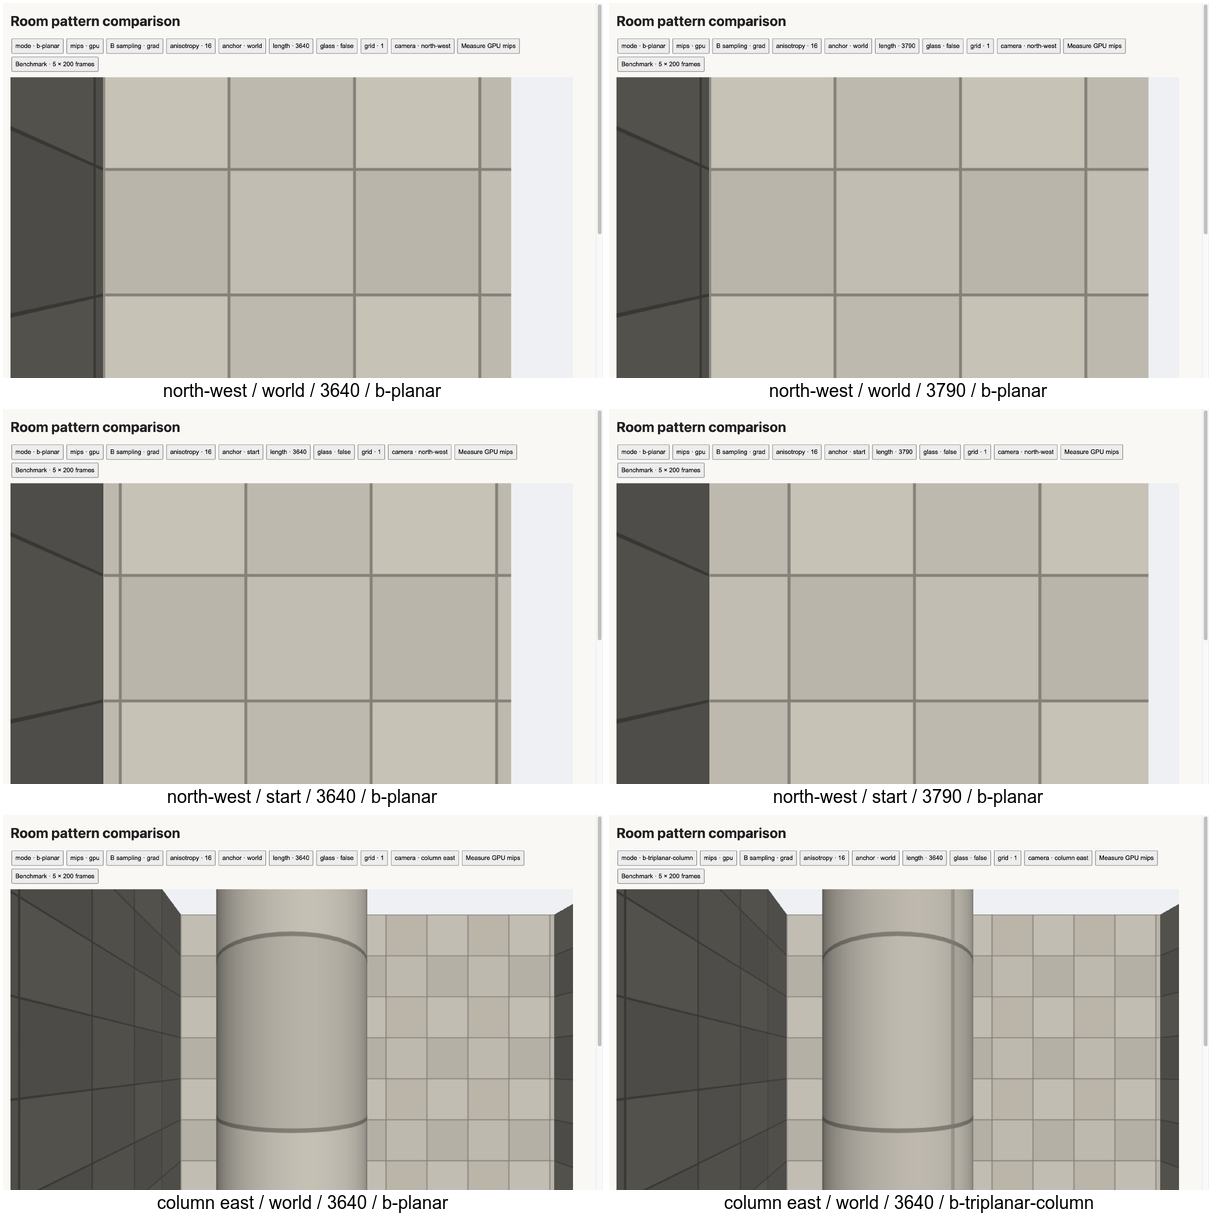 Room pattern comparison
mode · b-planar mips · gpu B sampling · grad anisotropy · 16 anchor · world length · 3640 glass · false grid · 1 camera · north-west Measure GPU mips
Benchmark · 5 × 200 frames
north-west / world / 3640 / b-planar
Room pattern comparison
mode · b-planar mips · gpu B sampling · grad anisotropy · 16 anchor · world length · 3790 glass · false grid · 1 camera · north-west Measure GPU mips
Benchmark · 5 × 200 frames
north-west / world / 3790 / b-planar
Room pattern comparison
mode · b-planar mips · gpu B sampling · grad anisotropy · 16 anchor · start length · 3640 glass · false grid · 1 camera · north-west Measure GPU mips
Benchmark · 5 × 200 frames
north-west / start / 3640 / b-planar
Room pattern comparison
mode · b-planar mips · gpu B sampling · grad anisotropy · 16 anchor · start length · 3790 glass · false grid · 1 camera · north-west Measure GPU mips
Benchmark · 5 × 200 frames
north-west / start / 3790 / b-planar
Room pattern comparison
mode · b-planar mips · gpu B sampling · grad anisotropy · 16 anchor · world length · 3640 glass · false grid · 1 camera · column east Measure GPU mips
Benchmark · 5 × 200 frames
column east / world / 3640 / b-planar
Room pattern comparison
mode · b-triplanar-column mips · gpu B sampling · grad anisotropy · 16 anchor · world length · 3640 glass · false grid · 1 camera · column east Measure GPU mips
Benchmark · 5 × 200 frames
column east / world / 3640 / b-triplanar-column